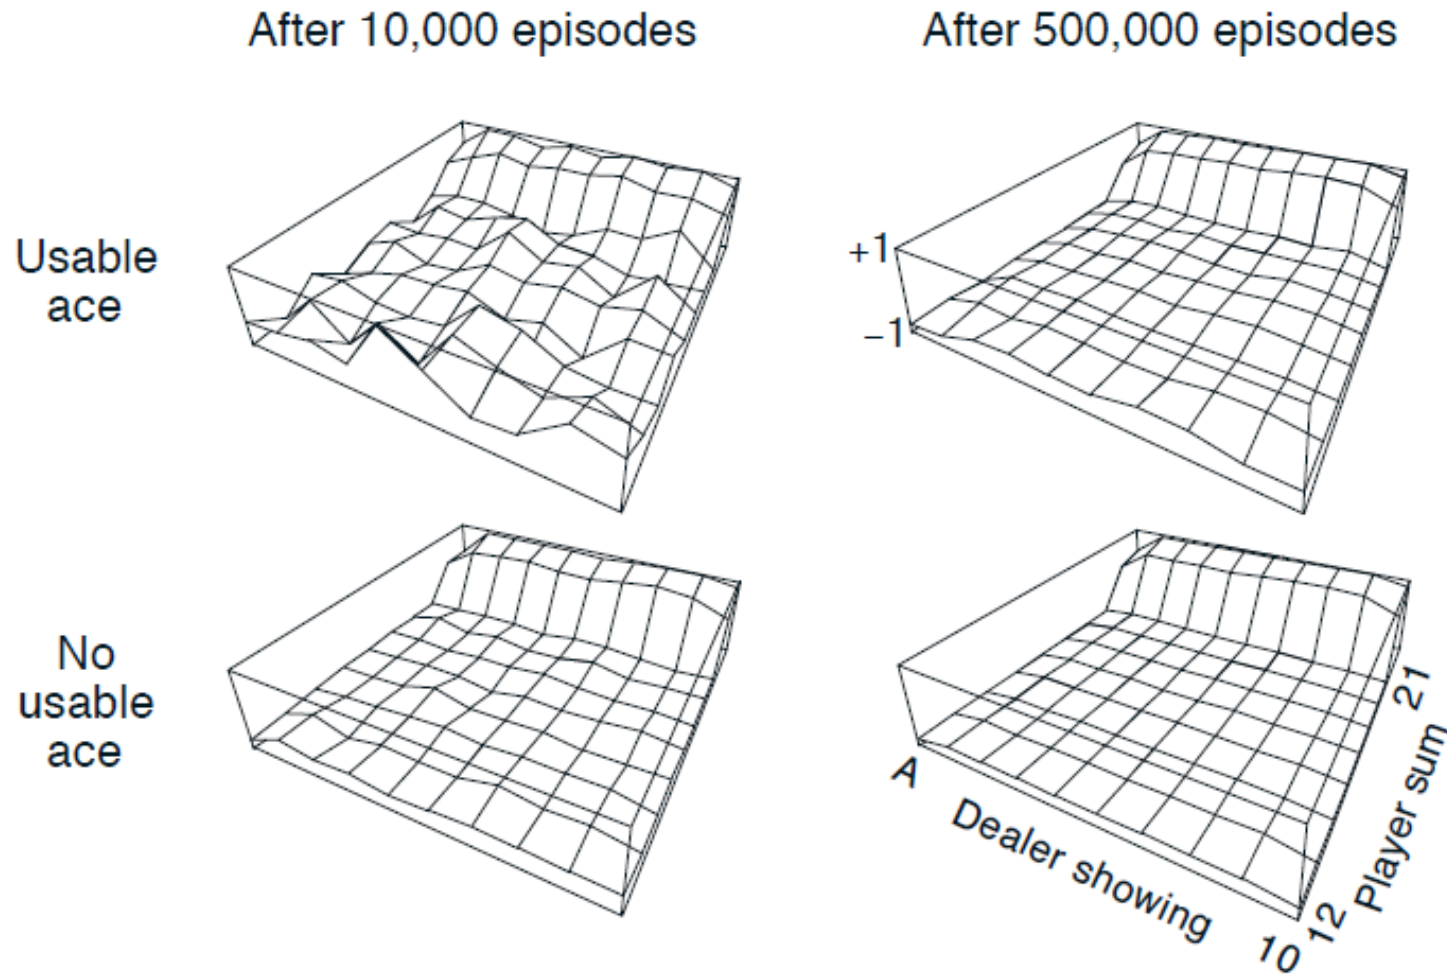 After 10,000 episodes
After 500,000 episodes
Usable
ace
+1
−1
No
usable
ace
A
Dealer showing
10
12
Player sum
21